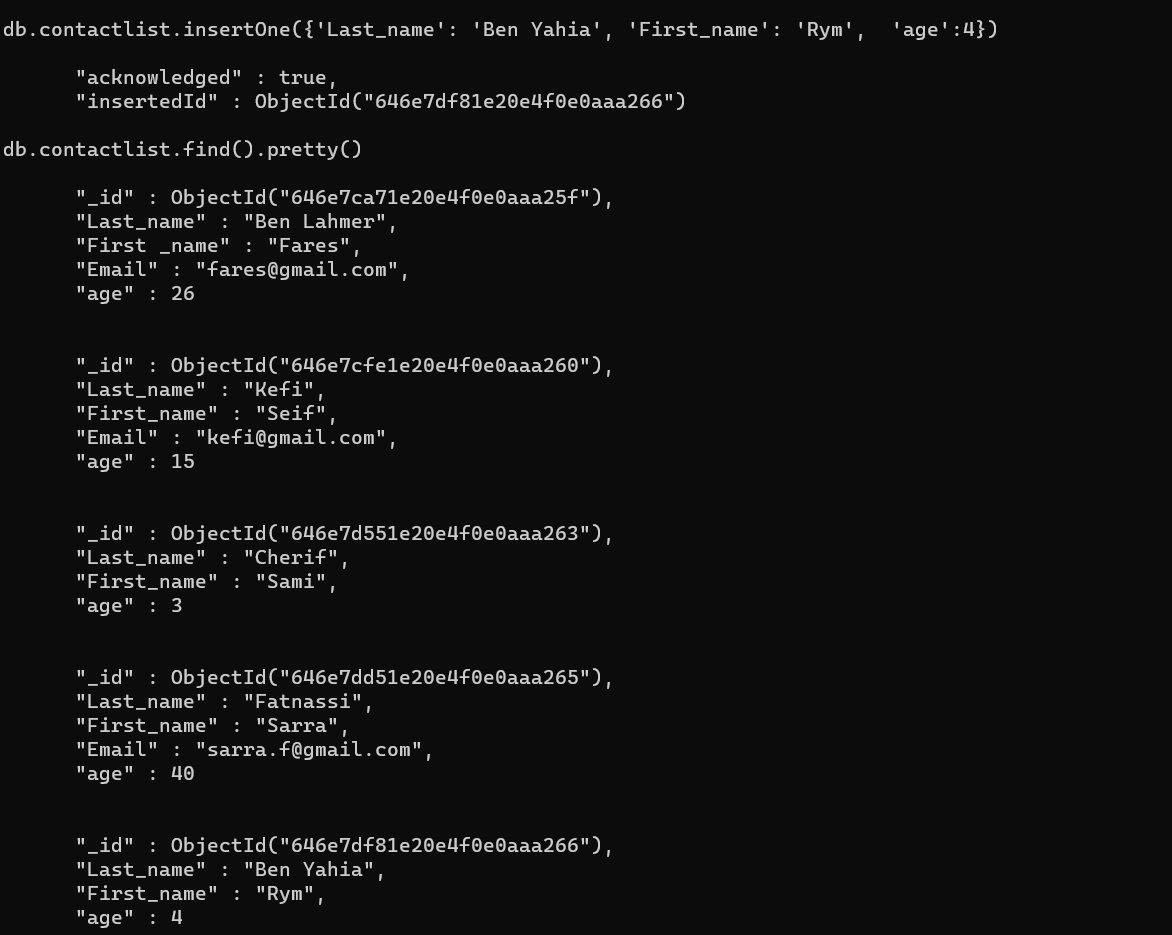 db.contactlist.insertOne({'Last_name': 'Ben Yahia', 'First_name': 'Rym',  'age':4})
"acknowledged" : true,
"insertedId" : ObjectId("646e7df81e20e4f0e0aaa266")
db.contactlist.find().pretty()
"_id" : ObjectId("646e7ca71e20e4f0e0aaa25f"),
"Last_name" : "Ben Lahmer",
"First _name" : "Fares",
"Email" : "fares@gmail.com",
"age" : 26
"_id" : ObjectId("646e7cfe1e20e4f0e0aaa260"),
"Last_name" : "Kefi",
"First_name" : "Seif",
"Email" : "kefi@gmail.com",
"age" : 15
"_id" : ObjectId("646e7d551e20e4f0e0aaa263"),
"Last_name" : "Cherif",
"First_name" : "Sami",
"age" : 3
"_id" : ObjectId("646e7dd51e20e4f0e0aaa265"),
"Last_name" : "Fatnassi",
"First_name" : "Sarra",
"Email" : "sarra.f@gmail.com",
"age" : 40
"_id" : ObjectId("646e7df81e20e4f0e0aaa266"),
"Last_name" : "Ben Yahia",
"First_name" : "Rym",
"age" : 4